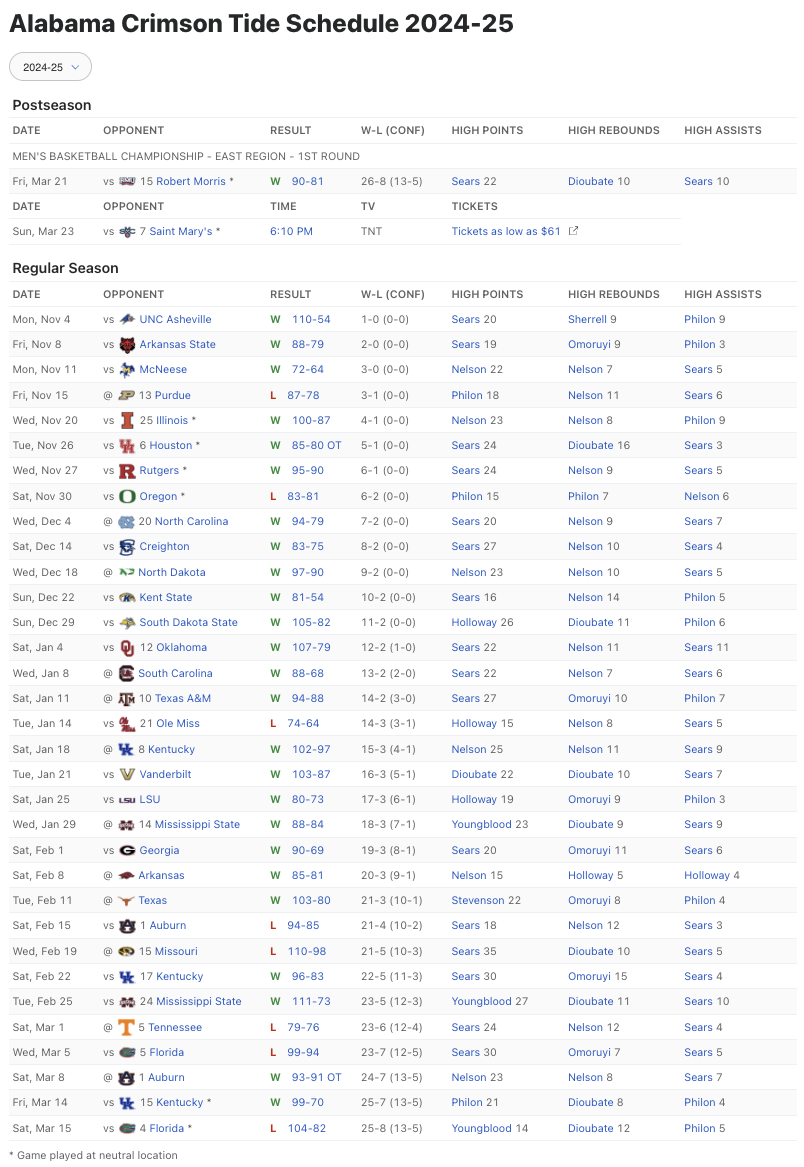 Alabama Crimson Tide Schedule 2024-25
2024-25
Postseason
DATE OPPONENT RESULT W-L (CONF) HIGH POINTS HIGH REBOUNDS HIGH ASSISTS
MEN'S BASKETBALL CHAMPIONSHIP - EAST REGION - 1ST ROUND
Fri, Mar 21 vs 15 Robert Morris * W 90-81 26-8 (13-5) Sears 22 Dioubate 10 Sears 10
DATE OPPONENT TIME TV TICKETS
Sun, Mar 23 vs 7 Saint Mary's * 6:10 PM TNT Tickets as low as $61
Regular Season
DATE OPPONENT RESULT W-L (CONF) HIGH POINTS HIGH REBOUNDS HIGH ASSISTS
Mon, Nov 4 vs UNC Asheville W 110-54 1-0 (0-0) Sears 20 Sherrell 9 Philon 9
Fri, Nov 8 vs Arkansas State W 88-79 2-0 (0-0) Sears 19 Omoruyi 9 Philon 3
Mon, Nov 11 vs McNeese W 72-64 3-0 (0-0) Nelson 22 Nelson 7 Sears 5
Fri, Nov 15 @ 13 Purdue L 87-78 3-1 (0-0) Philon 18 Nelson 11 Sears 6
Wed, Nov 20 vs 25 Illinois * W 100-87 4-1 (0-0) Nelson 23 Nelson 8 Philon 9
Tue, Nov 26 vs 6 Houston * W 85-80 OT 5-1 (0-0) Sears 24 Dioubate 16 Sears 3
Wed, Nov 27 vs Rutgers * W 95-90 6-1 (0-0) Sears 24 Nelson 9 Sears 5
Sat, Nov 30 vs Oregon * L 83-81 6-2 (0-0) Philon 15 Philon 7 Nelson 6
Wed, Dec 4 @ 20 North Carolina W 94-79 7-2 (0-0) Sears 20 Nelson 9 Sears 7
Sat, Dec 14 vs Creighton W 83-75 8-2 (0-0) Sears 27 Nelson 10 Sears 4
Wed, Dec 18 @ North Dakota W 97-90 9-2 (0-0) Nelson 23 Nelson 10 Sears 5
Sun, Dec 22 vs Kent State W 81-54 10-2 (0-0) Sears 16 Nelson 14 Philon 5
Sun, Dec 29 vs South Dakota State W 105-82 11-2 (0-0) Holloway 26 Dioubate 11 Philon 6
Sat, Jan 4 vs 12 Oklahoma W 107-79 12-2 (1-0) Sears 22 Nelson 11 Sears 11
Wed, Jan 8 @ South Carolina W 88-68 13-2 (2-0) Sears 22 Nelson 7 Sears 6
Sat, Jan 11 @ 10 Texas A&M W 94-88 14-2 (3-0) Sears 27 Omoruyi 10 Philon 7
Tue, Jan 14 vs 21 Ole Miss L 74-64 14-3 (3-1) Holloway 15 Nelson 8 Sears 5
Sat, Jan 18 @ 8 Kentucky W 102-97 15-3 (4-1) Nelson 25 Nelson 11 Sears 9
Tue, Jan 21 vs Vanderbilt W 103-87 16-3 (5-1) Dioubate 22 Dioubate 10 Sears 7
Sat, Jan 25 vs LSU LSU W 80-73 17-3 (6-1) Holloway 19 Omoruyi 9 Philon 3
Wed, Jan 29 @ 14 Mississippi State W 88-84 18-3 (7-1) Youngblood 23 Dioubate 9 Sears 9
Sat, Feb 1 vs Georgia W 90-69 19-3 (8-1) Sears 20 Omoruyi 11 Sears 6
Sat, Feb 8 @ Arkansas W 85-81 20-3 (9-1) Nelson 15 Holloway 5 Holloway 4
Tue, Feb 11 @ Texas W 103-80 21-3 (10-1) Stevenson 22 Omoruyi 8 Philon 4
Sat, Feb 15 vs 1 Auburn L 94-85 21-4 (10-2) Sears 18 Nelson 12 Sears 3
Wed, Feb 19 @ 15 Missouri L 110-98 21-5 (10-3) Sears 35 Dioubate 10 Sears 5
Sat, Feb 22 vs 17 Kentucky W 96-83 22-5 (11-3) Sears 30 Omoruyi 15 Sears 4
Tue, Feb 25 vs 24 Mississippi State W 111-73 23-5 (12-3) Youngblood 27 Dioubate 11 Sears 10
Sat, Mar 1 @ 5 Tennessee L 79-76 23-6 (12-4) Sears 24 Nelson 12 Sears 4
Wed, Mar 5 vs 5 Florida L 99-94 23-7 (12-5) Sears 30 Omoruyi 7 Sears 5
Sat, Mar 8 @ 1 Auburn W 93-91 OT 24-7 (13-5) Nelson 23 Nelson 8 Sears 7
Fri, Mar 14 vs 15 Kentucky * W 99-70 25-7 (13-5) Philon 21 Dioubate 8 Philon 4
Sat, Mar 15 vs 4 Florida * L 104-82 25-8 (13-5) Youngblood 14 Dioubate 12 Philon 5
* Game played at neutral location